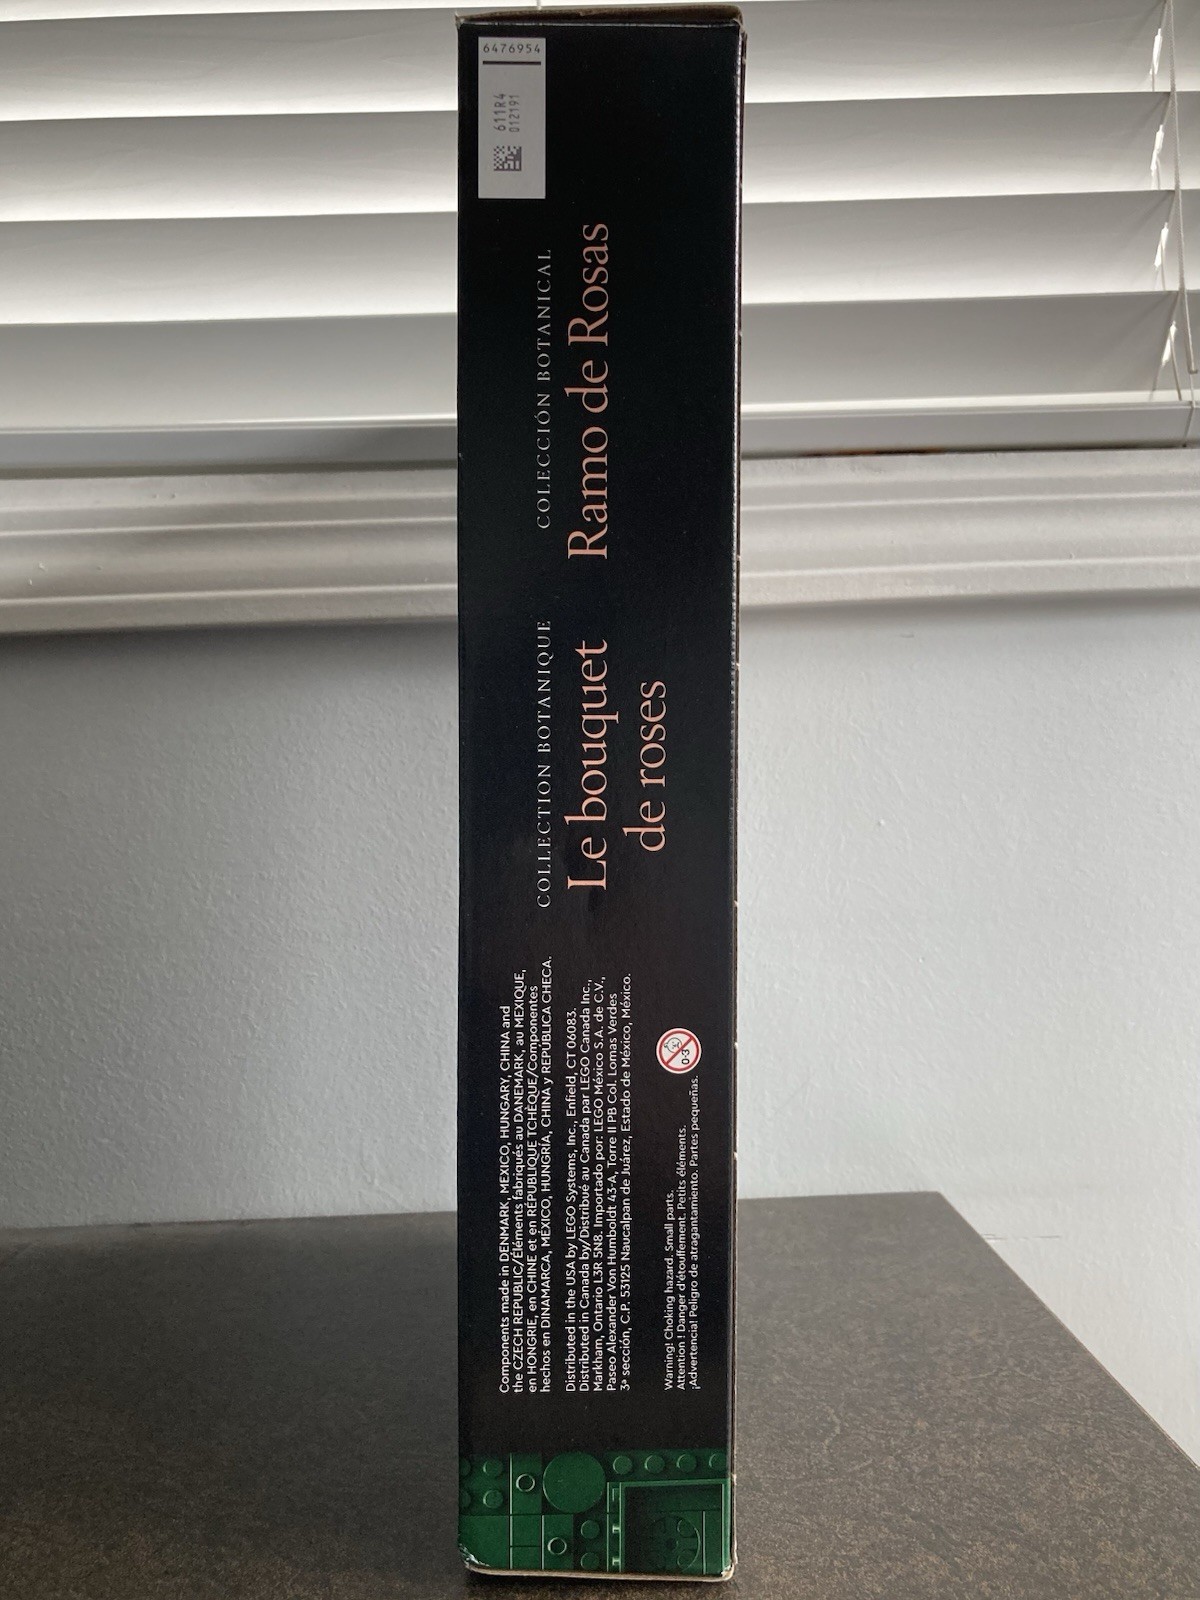 6476954
611R4
012191
COLLECTION BOTANIQUE
Le bouquet
de roses
COLECCIÓN BOTANICAL
Ramo de Rosas
Components made in DENMARK, MEXICO, HUNGARY, CHINA and
the CZECH REPUBLIC/Éléments fabriqués au DANEMARK, au MEXIQUE,
en HONGRIE, en CHINE et en RÉPUBLIQUE TCHÈQUE/Componentes
hechos en DINAMARCA, MÉXICO, HUNGRÍA, CHINA y REPÚBLICA CHECA.
Distributed in the USA by LEGO Systems, Inc., Enfield, CT 06083.
Distributed in Canada by/Distribué au Canada par LEGO Canada Inc.,
Markham, Ontario L3R 5N8. Importado por: LEGO México S.A. de C.V.,
Paseo Alexander Von Humboldt 43-A, Torre II PB Col. Lomas Verdes
3ª sección, C.P. 53125 Naucalpan de Juárez, Estado de México, México.
Warning! Choking hazard. Small parts.
Attention ! Danger d'étouffement. Petits éléments.
¡Advertencia! Peligro de atragantamiento. Partes pequeñas.
0-3